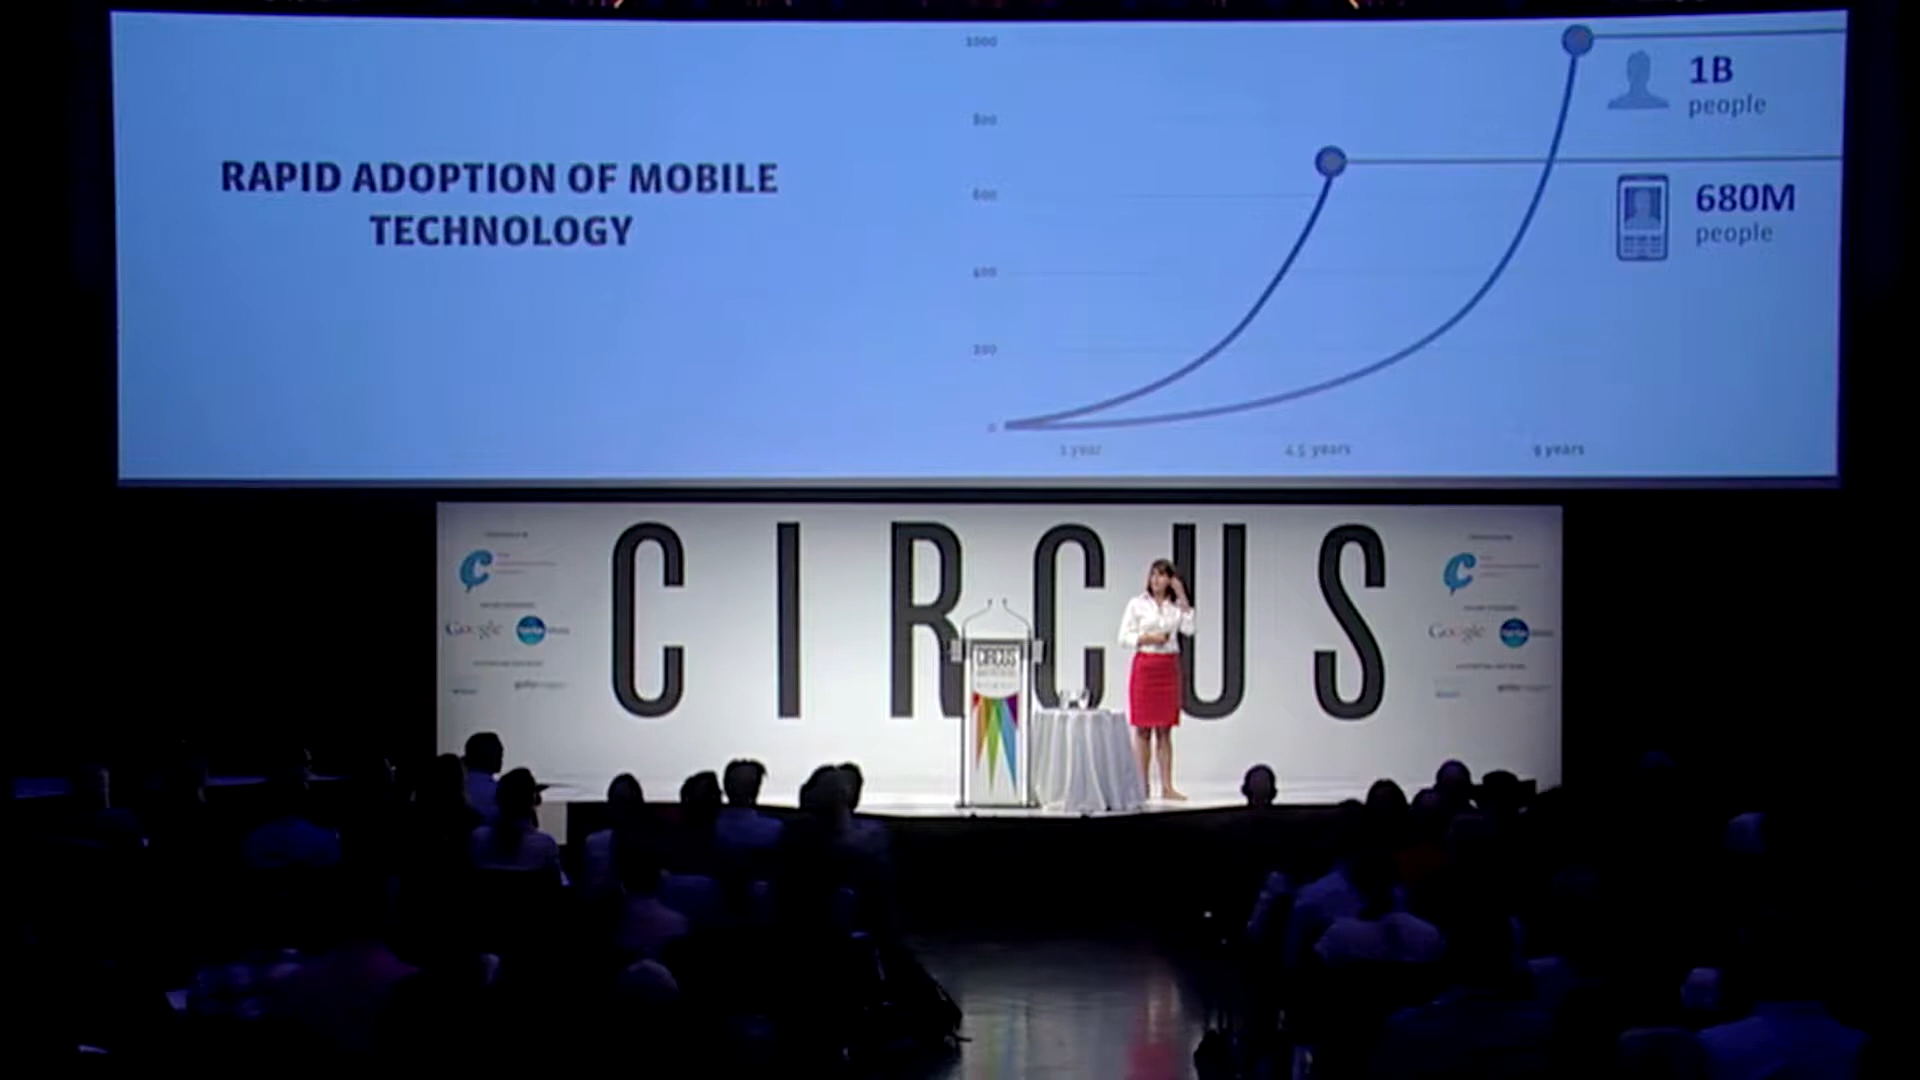 RAPID ADOPTION OF MOBILE
TECHNOLOGY
1000
800
600
400
200
0
1 year
4.5 years
9 years
1B
people
680M
people
CIRCUS
Google
Google
CIRCUS